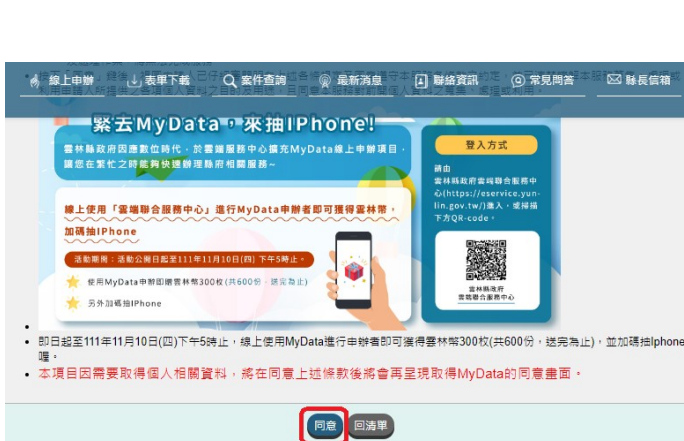 線上申辦 表單下載 案件查詢 最新消息 聯絡資訊 常見問答 縣長信箱
緊去MyData，來抽IPhone!
雲林縣政府因應數位時代，於雲端服務中心擴充MyData線上申辦項目，
讓您在繁忙之時能夠快速辦理縣府相關服務~
線上使用「雲端聯合服務中心」進行MyData申辦者即可獲得雲林幣，
加碼抽IPhone
活動期間：活動公開日起至111年11月10日(四) 下午5時止。
使用MyData申辦即贈雲林幣300枚(共600份，送完為止)
另外加碼抽IPhone
登入方式
請由
雲林縣政府雲端聯合服務中
心(https://eservice.yun-
lin.gov.tw/)進入，或掃描
下方QR-code。
雲林縣政府
雲端聯合服務中心
即日起至111年11月10日(四)下午5時止，線上使用MyData進行申辦者即可獲得雲林幣300枚(共600份，送完為止)，並加碼抽Iphone
喔。
本項目因需要取得個人相關資料，將在同意上述條款後將會再呈現取得MyData的同意畫面。
同意 回清單